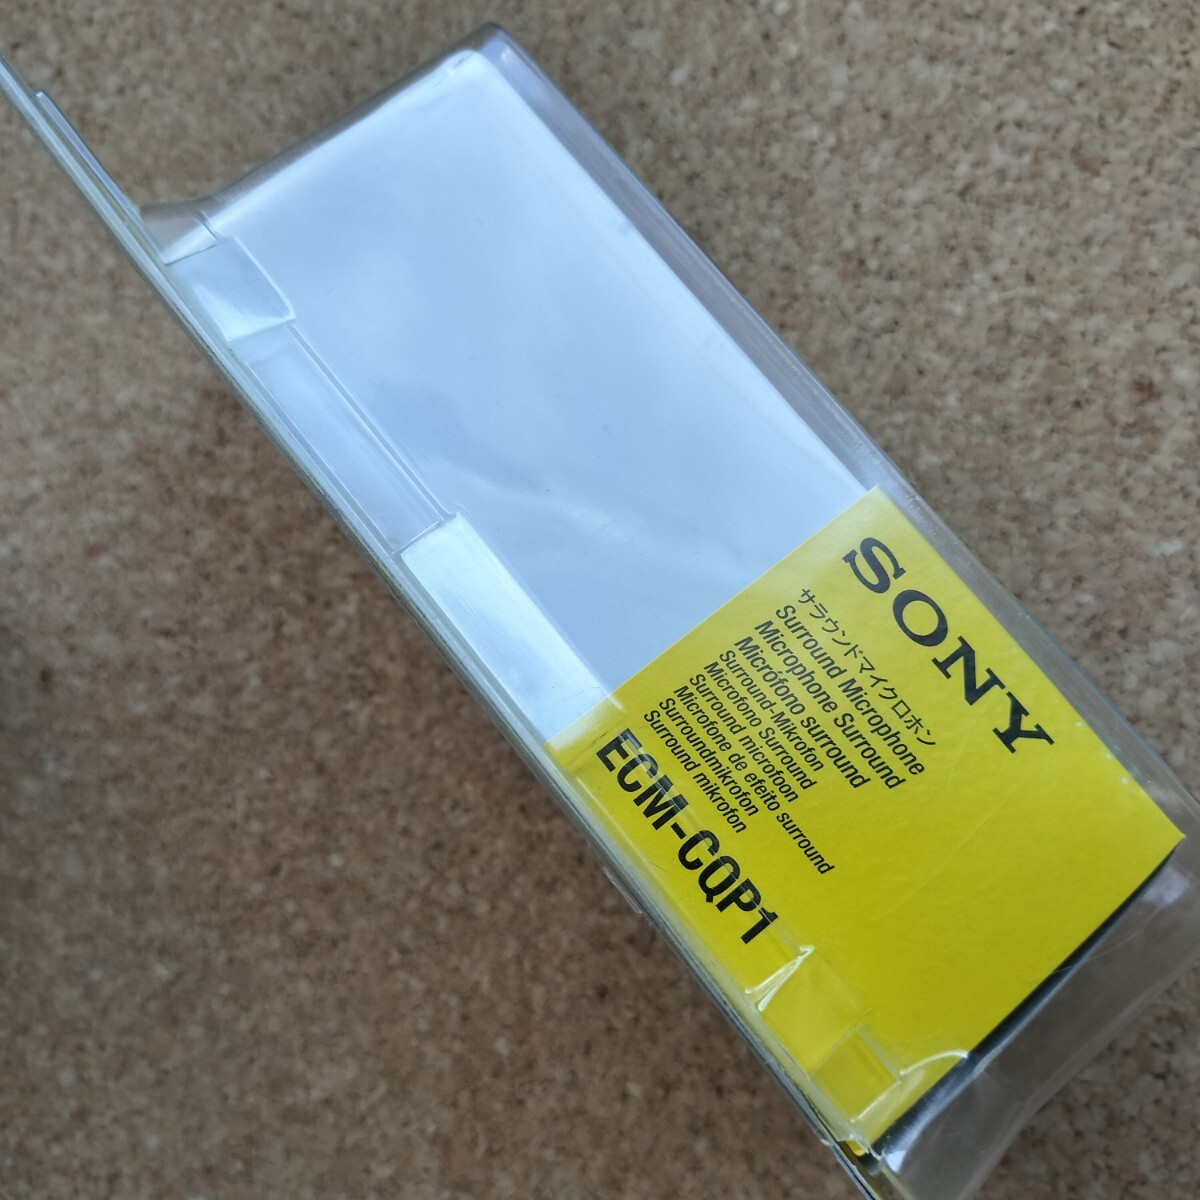 SONY
サラウンドマイクロホン
Surround Microphone
Microphone Surround
Microfono surround
Surround-Mikrofon
Microfono Surround
Surround microfoon
Microfone de efeito surround
Surroundmikrofon
Surround mikrofon
ECM-CQP1